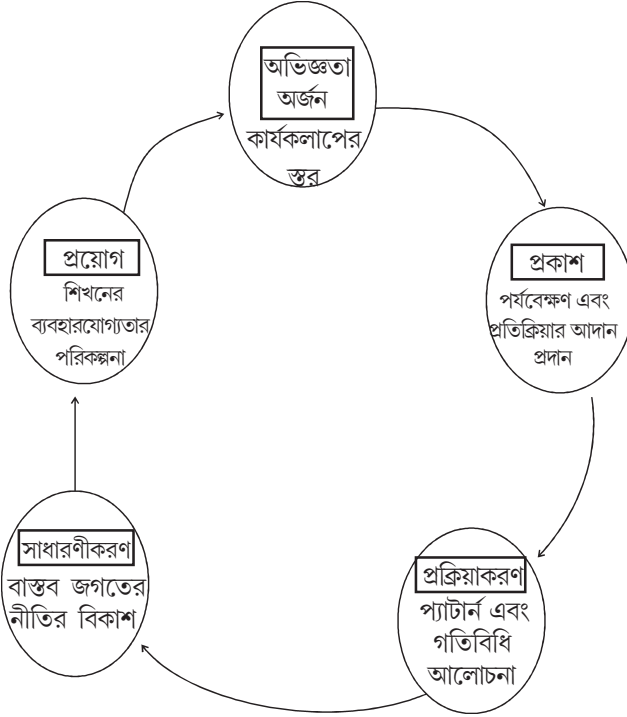 অভিজ্ঞতা
অর্জন
কার্যকলাপের
স্তর
প্রকাশ
পর্যবেক্ষণ এবং
প্রতিক্রিয়ার আদান
প্রদান
প্রক্রিয়াকরণ
প্যাটার্ন এবং
গতিবিধি
আলোচনা
সাধারণীকরণ
বাস্তব জগতের
নীতির বিকাশ
প্রয়োগ
শিখনের
ব্যবহারযোগ্যতার
পরিকল্পনা